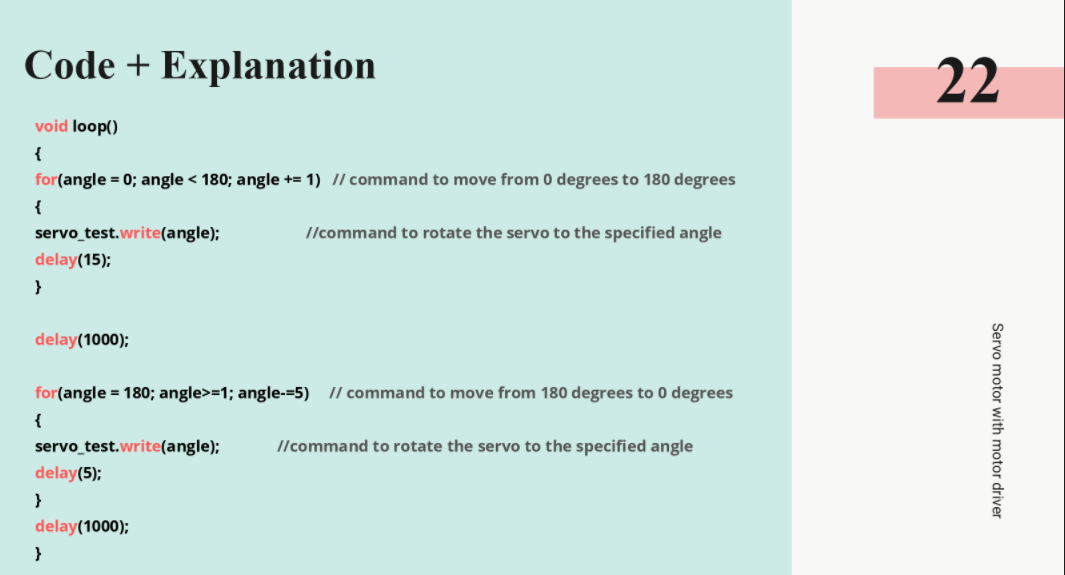 Code + Explanation
22
void loop()
{
for(angle = 0; angle < 180; angle += 1) // command to move from 0 degrees to 180 degrees
{
servo_test.write(angle); //command to rotate the servo to the specified angle
delay(15);
}
delay(1000);
for(angle = 180; angle>=1; angle-=5) // command to move from 180 degrees to 0 degrees
{
servo_test.write(angle); //command to rotate the servo to the specified angle
delay(5);
}
delay(1000);
}
Servo motor with motor driver